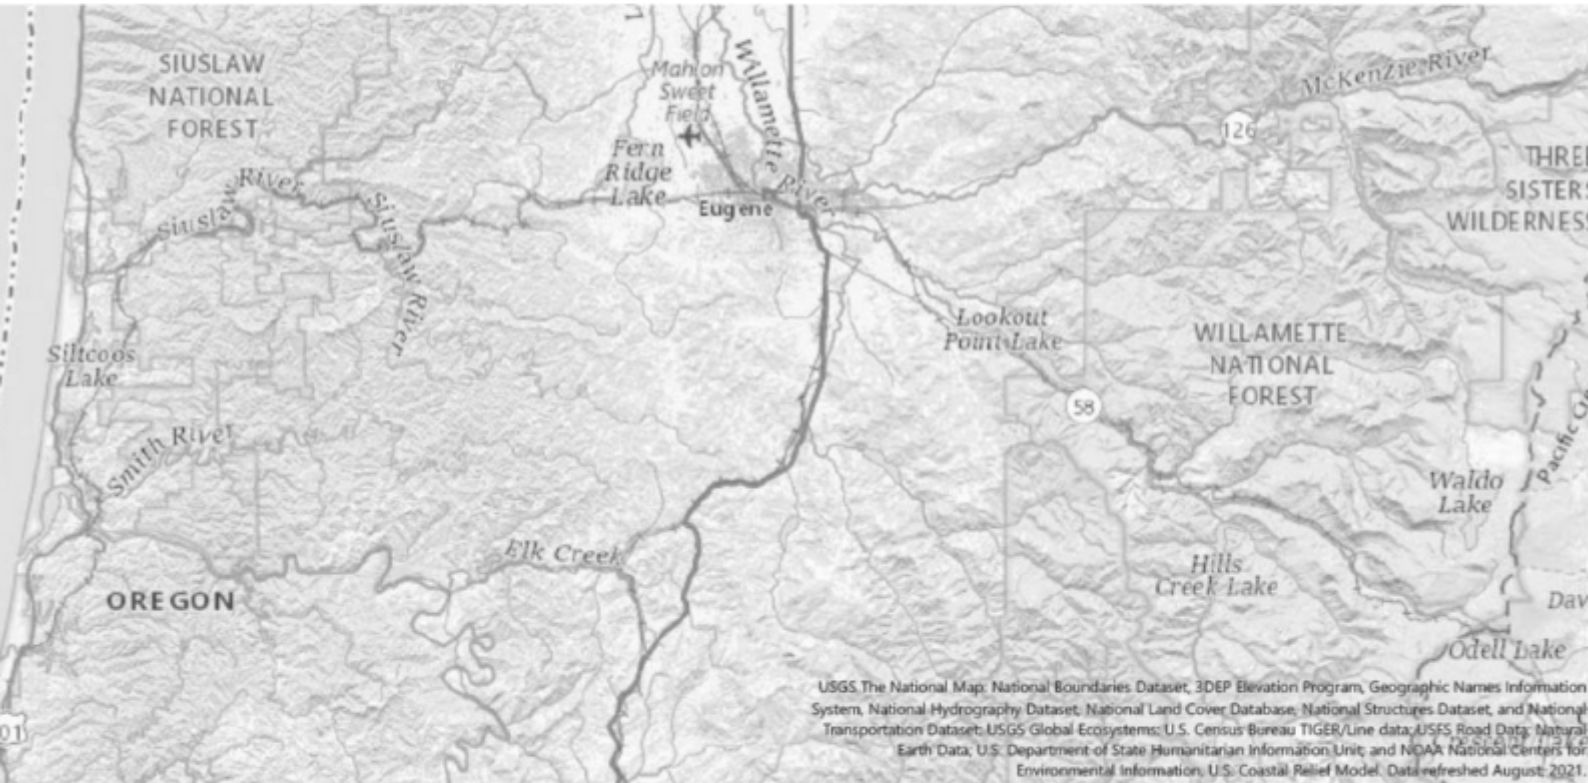 SIUSLAW
NATIONAL
FOREST
Mahlon
Sweet
Field
Willamette River
McKenzie River
126
Fern
Ridge
Lake
THREE
SISTERS
WILDERNESS
Siuslaw River
Siuslaw River
Eugene
Lookout
Point Lake
WILLAMETTE
NATIONAL
FOREST
Siltcoos
Lake
58
Smith River
Pacific
Waldo
Lake
Elk Creek
Hills
Creek Lake
OREGON
Dav
Odell Lake
01
USGS The National Map: National Boundaries Dataset, 3DEP Elevation Program, Geographic Names Information
System, National Hydrography Dataset, National Land Cover Database, National Structures Dataset, and National
Transportation Dataset; USGS Global Ecosystems; U.S. Census Bureau TIGER/Line data; USFS Road Data; Natural
Earth Data; U.S. Department of State Humanitarian Information Unit; and NOAA National Centers for
Environmental Information, U.S. Coastal Relief Model. Data refreshed August, 2021.